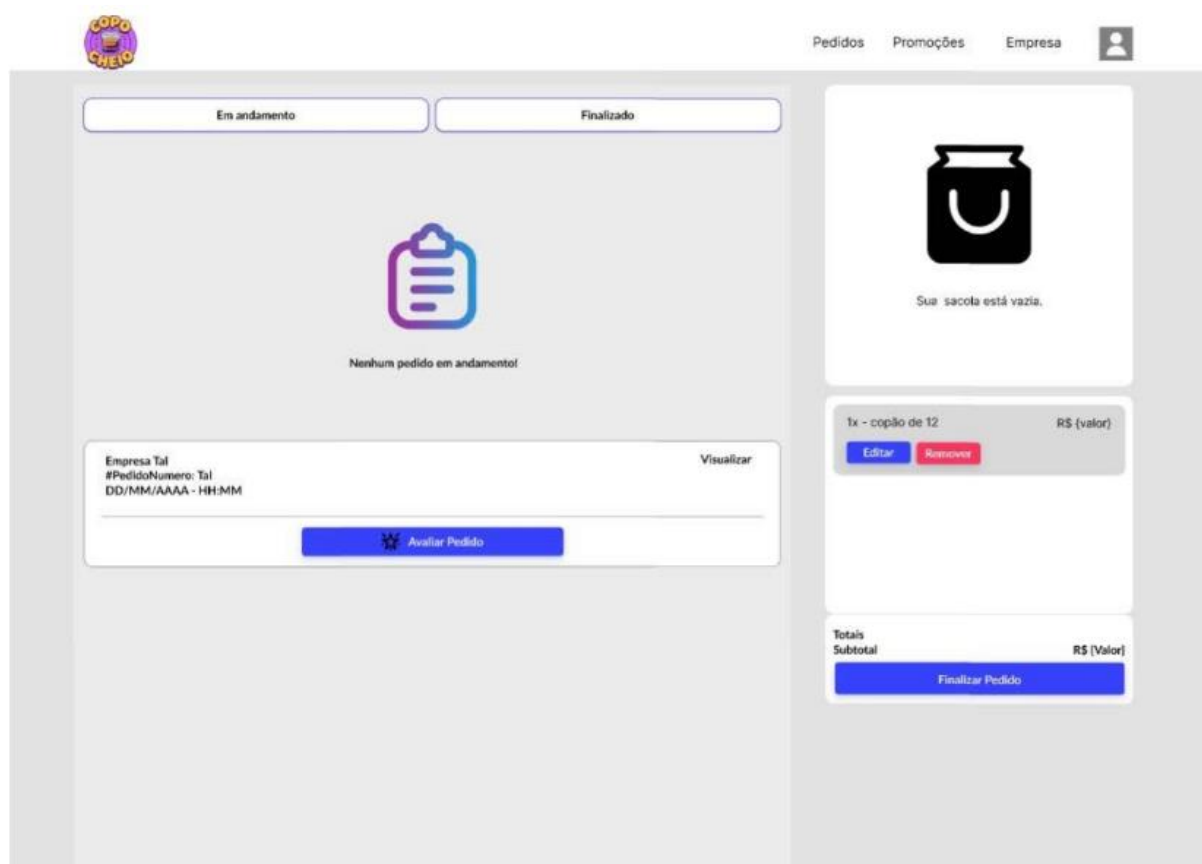 COPO
CHEIO
Pedidos Promoções Empresa
Em andamento Finalizado
Nenhum pedido em andamento!
Empresa Tal Visualizar
#PedidoNumero: Tal
DD/MM/AAAA - HH:MM
Avaliar Pedido
Sua sacola está vazia.
1x - copão de 12 R$ {valor}
Editar Remover
Totais
Subtotal R$ {Valor}
Finalizar Pedido